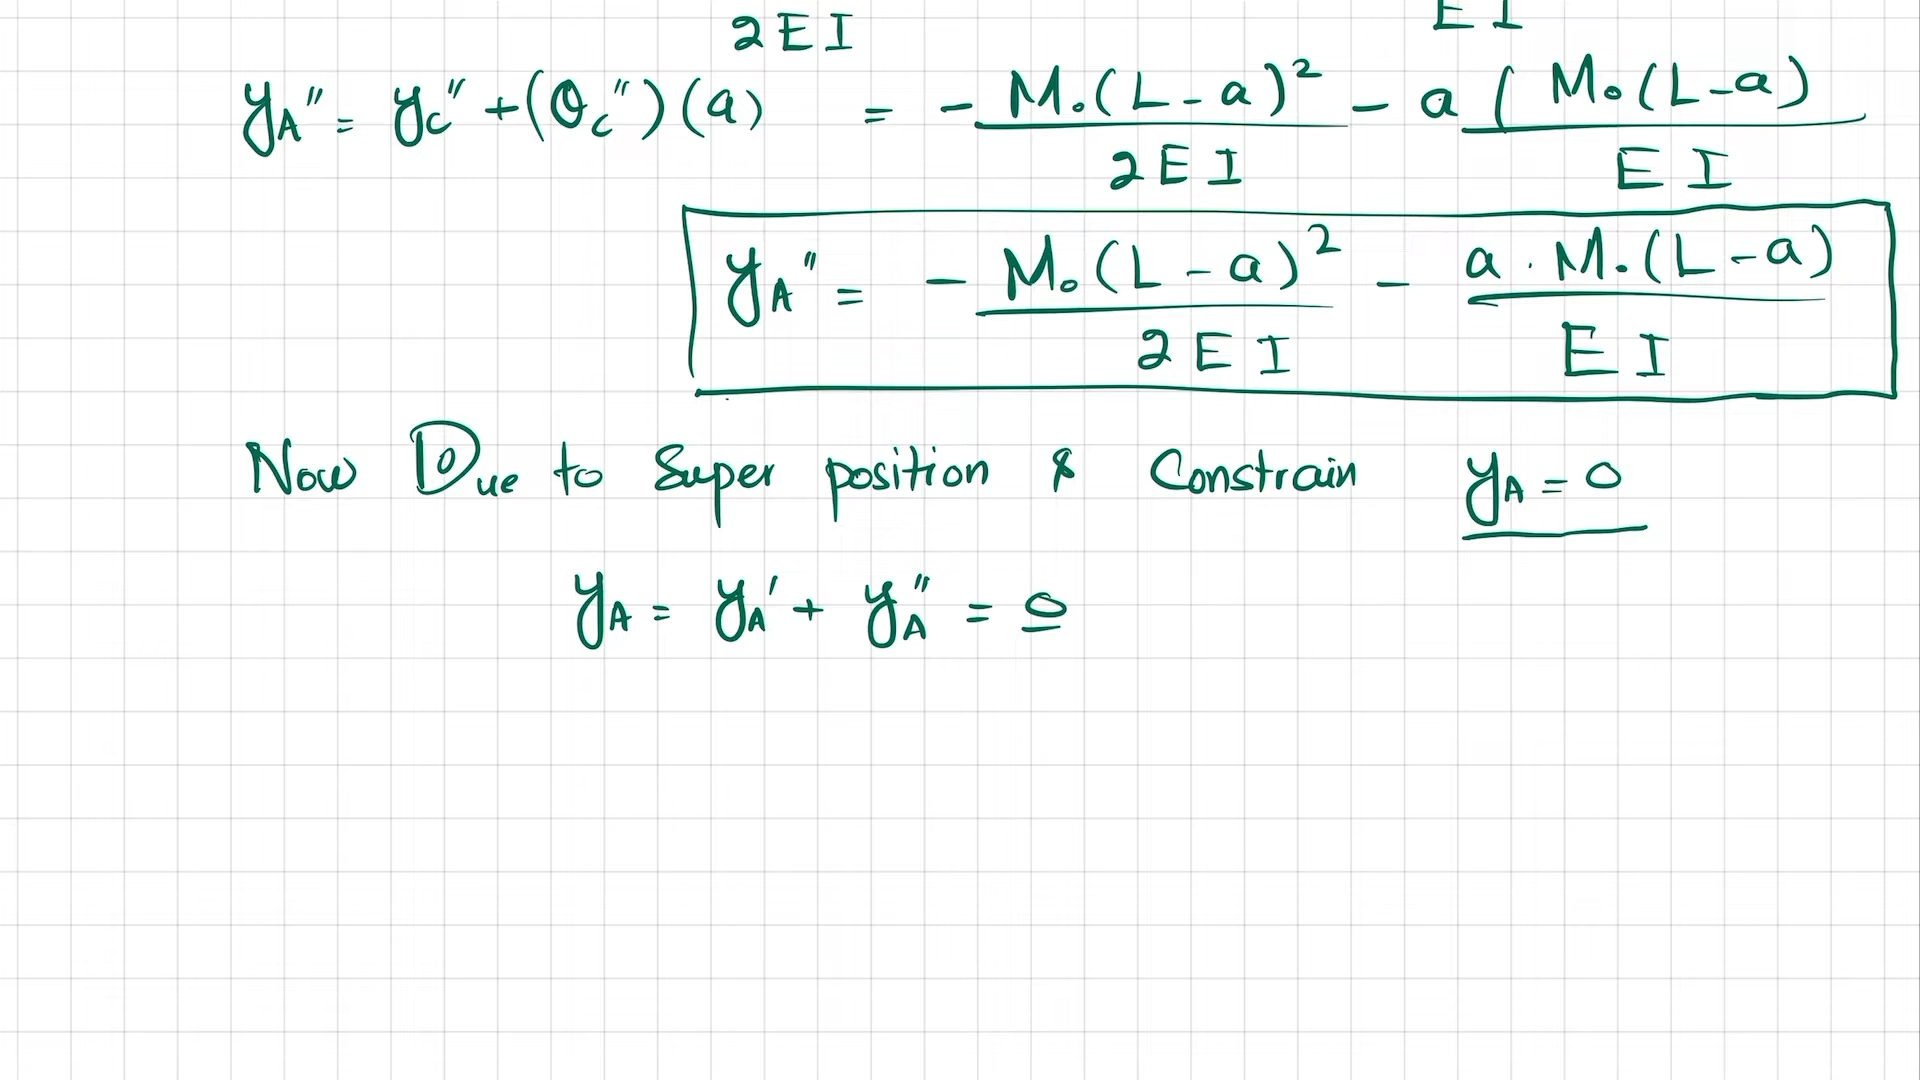 2EI EI
y_A'' = y_C'' + (θ_C'')(a) = - M₀(L-a)² / 2EI - a ( M₀(L-a) / EI
y_A'' = - M₀(L-a)² / 2EI - a . M₀(L-a) / EI
Now Due to Super position & Constrain y_A = 0
y_A = y_A' + y_A'' = 0